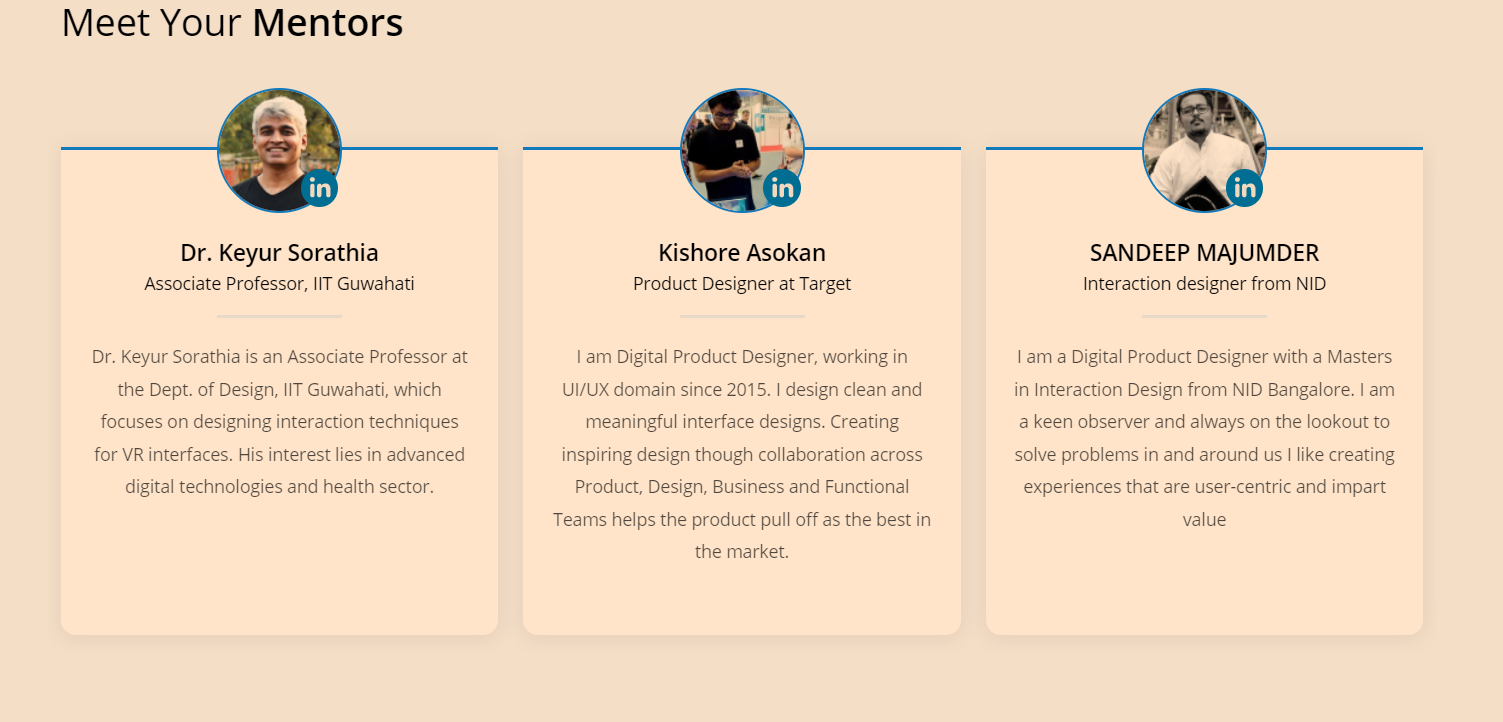 Meet Your Mentors
in
Dr. Keyur Sorathia
Associate Professor, IIT Guwahati
Dr. Keyur Sorathia is an Associate Professor at
the Dept. of Design, IIT Guwahati, which
focuses on designing interaction techniques
for VR interfaces. His interest lies in advanced
digital technologies and health sector.
in
Kishore Asokan
Product Designer at Target
I am Digital Product Designer, working in
UI/UX domain since 2015. I design clean and
meaningful interface designs. Creating
inspiring design though collaboration across
Product, Design, Business and Functional
Teams helps the product pull off as the best in
the market.
in
SANDEEP MAJUMDER
Interaction designer from NID
I am a Digital Product Designer with a Masters
in Interaction Design from NID Bangalore. I am
a keen observer and always on the lookout to
solve problems in and around us I like creating
experiences that are user-centric and impart
value